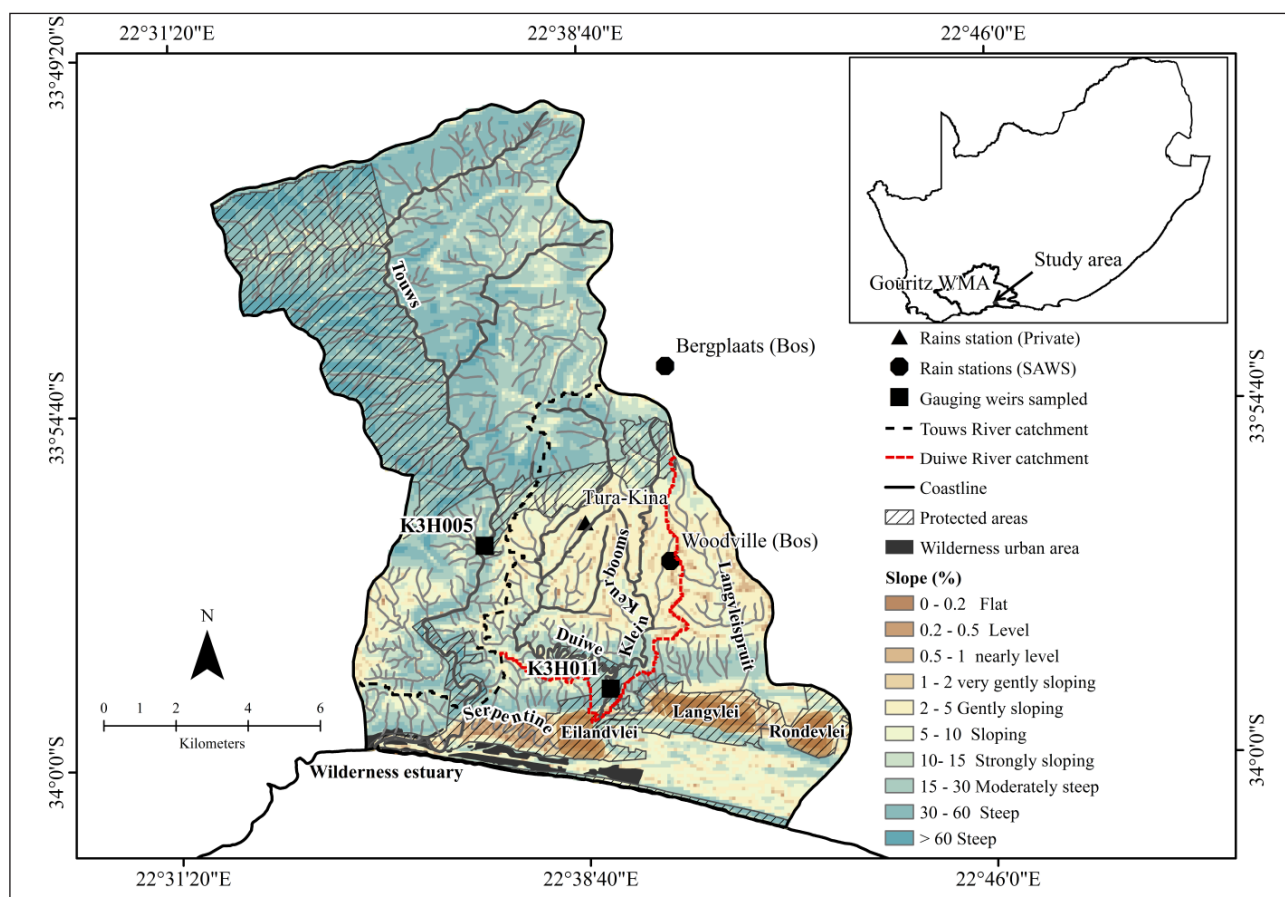 22°31'20"E
22°38'40"E
22°46'0"E
33°49'20"S
33°54'40"S
34°0'0"S
33°54'40"S
34°0'0"S
Gouritz WMA
Study area
Touws
Bergplaats (Bos)
Tura-Kina
K3H005
Woodville (Bos)
Keurbooms
Klein
Langvleispruit
Duiwe
K3H011
Serpentine
Eilandvlei
Langvlei
Rondevlei
Wilderness estuary
N
0 1 2 4 6
Kilometers
Rains station (Private)
Rain stations (SAWS)
Gauging weirs sampled
Touws River catchment
Duiwe River catchment
Coastline
Protected areas
Wilderness urban area
Slope (%)
0 - 0.2 Flat
0.2 - 0.5 Level
0.5 - 1 nearly level
1 - 2 very gently sloping
2 - 5 Gently sloping
5 - 10 Sloping
10- 15 Strongly sloping
15 - 30 Moderately steep
30 - 60 Steep
> 60 Steep
22°31'20"E
22°38'40"E
22°46'0"E